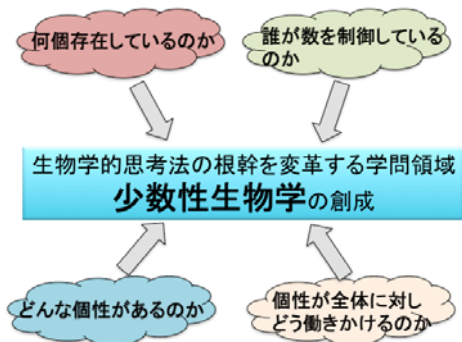 何個存在しているのか
誰が数を制御している
のか
生物学的思考法の根幹を変革する学問領域
少数性生物学の創成
どんな個性があるのか
個性が全体に対し
どう働きかけるのか